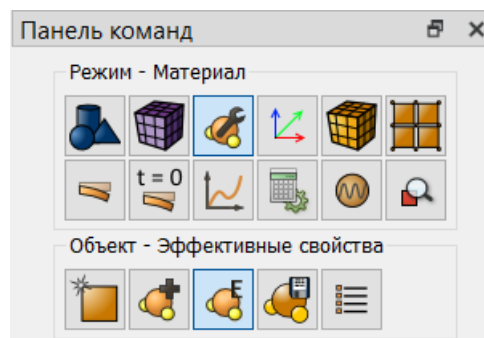 Панель команд
Режим - Материал
t = 0
Объект - Эффективные свойства
E